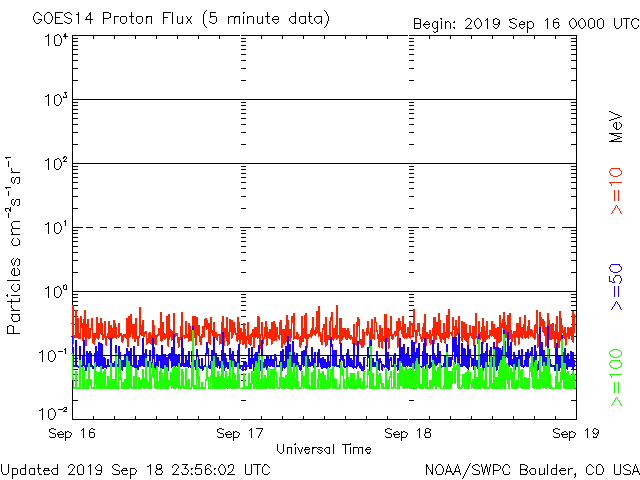 GOES14 Proton Flux (5 minute data)
Begin: 2019 Sep 16 0000 UTC
10⁴
10³
10²
10¹
10⁰
10⁻¹
10⁻²
Particles cm⁻²s⁻¹sr⁻¹
MeV
>=10
>=50
>=100
Sep 16 Sep 17 Sep 18 Sep 19
Universal Time
Updated 2019 Sep 18 23:56:02 UTC
NOAA/SWPC Boulder, CO USA